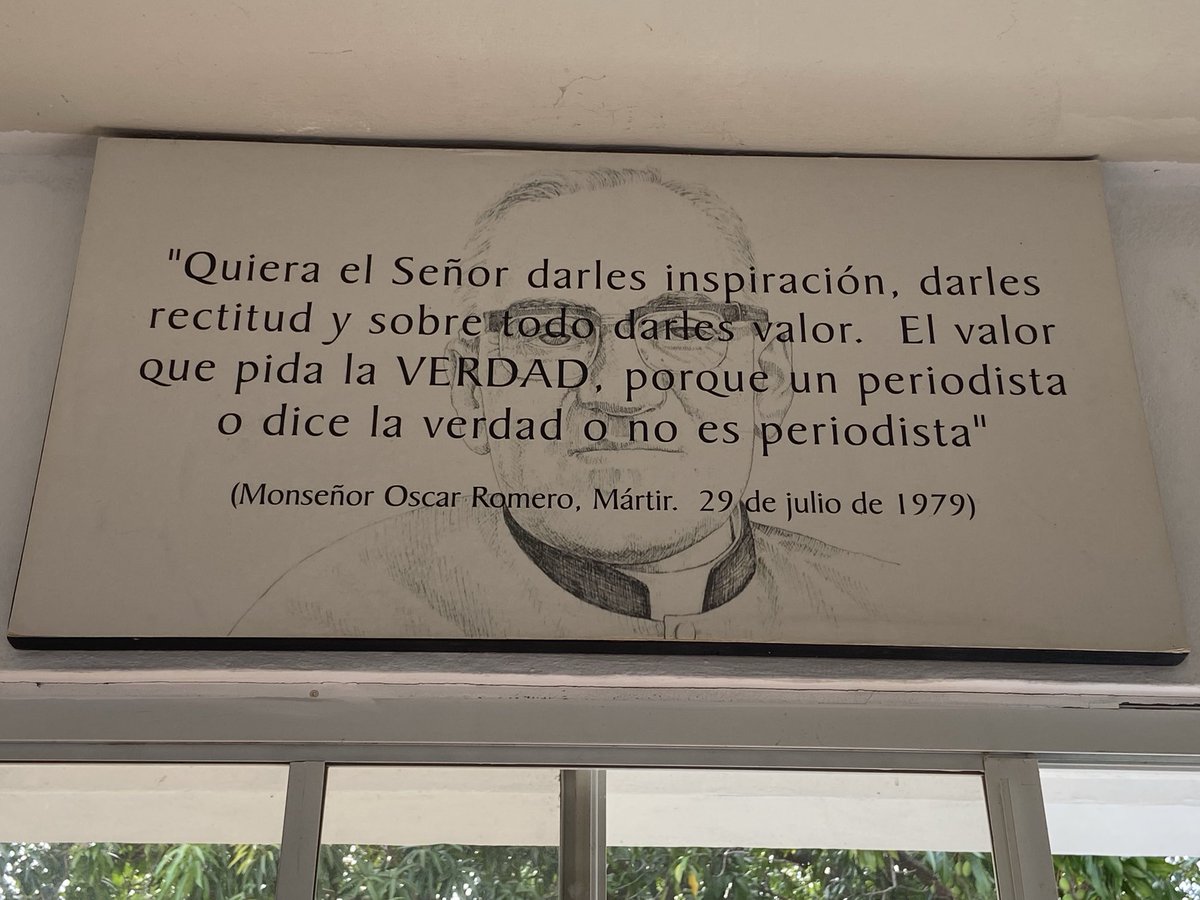 "Quiera el Señor darles inspiración, darles
rectitud y sobre todo darles valor.  El valor
que pida la VERDAD, porque un periodista
o dice la verdad o no es periodista"
(Monseñor Oscar Romero, Mártir.  29 de julio de 1979)